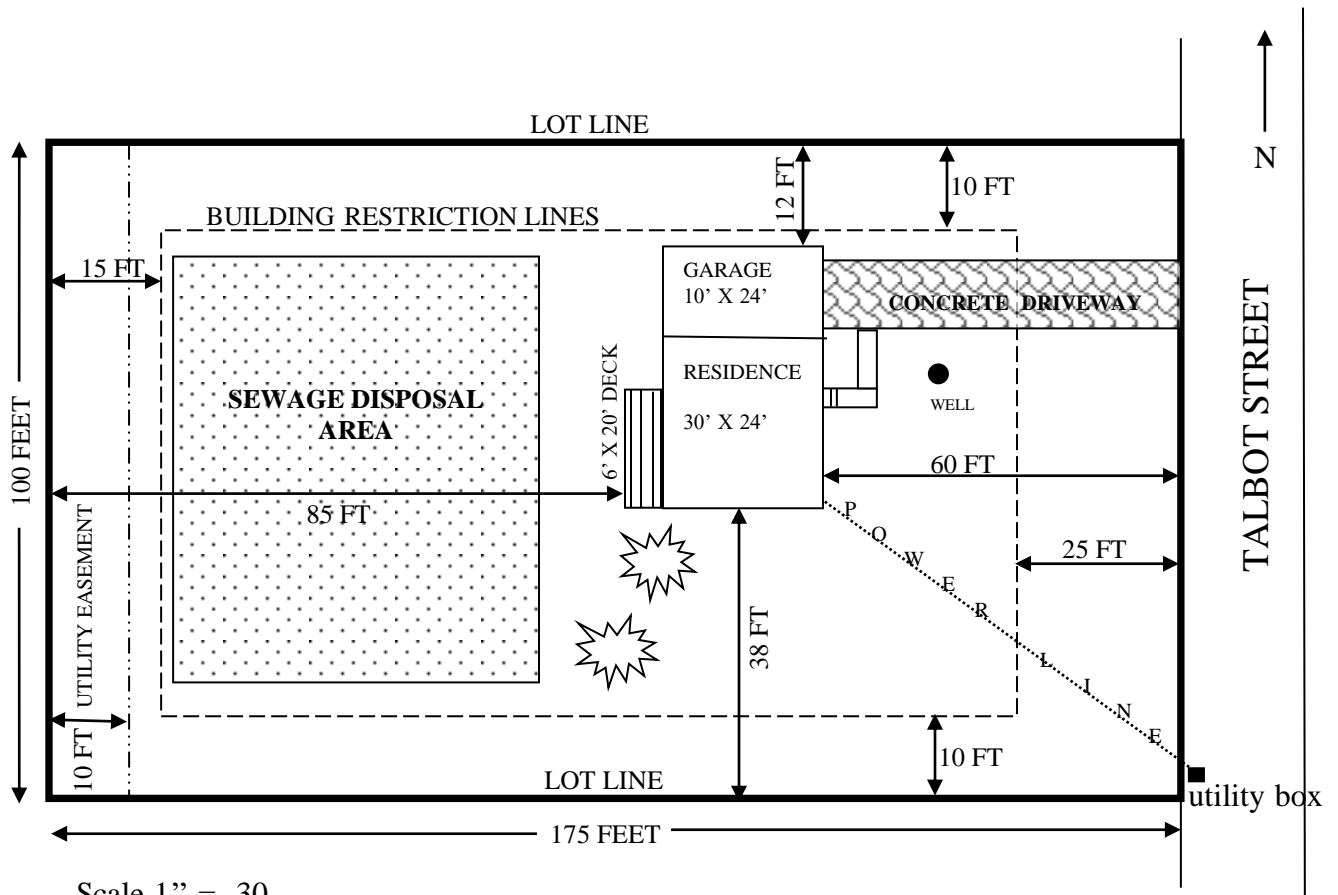 LOT LINE
N
12 FT
10 FT
BUILDING RESTRICTION LINES
15 FT
GARAGE
10' X 24'
CONCRETE DRIVEWAY
TALBOT STREET
SEWAGE DISPOSAL
AREA
6' X 20' DECK
RESIDENCE
30' X 24'
WELL
100 FEET
60 FT
85 FT
POWER LINE
25 FT
UTILITY EASEMENT
38 FT
10 FT
10 FT
LOT LINE
utility box
175 FEET
Scale 1” = 30